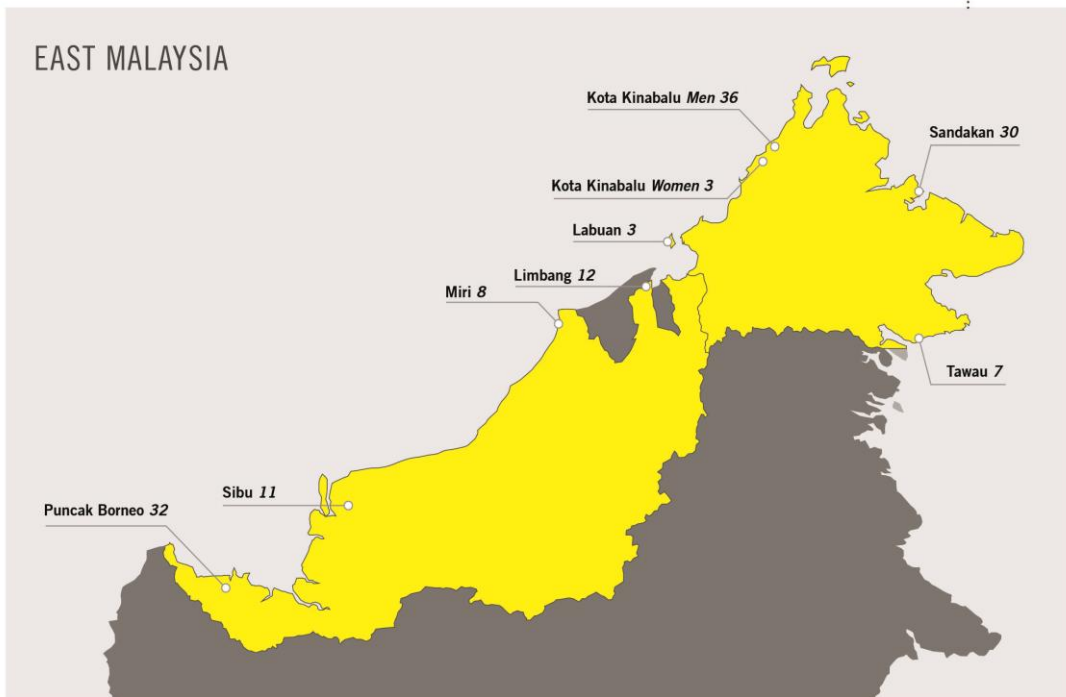 EAST MALAYSIA
Kota Kinabalu Men 36
Sandakan 30
Kota Kinabalu Women 3
Labuan 3
Limbang 12
Miri 8
Tawau 7
Sibu 11
Puncak Borneo 32